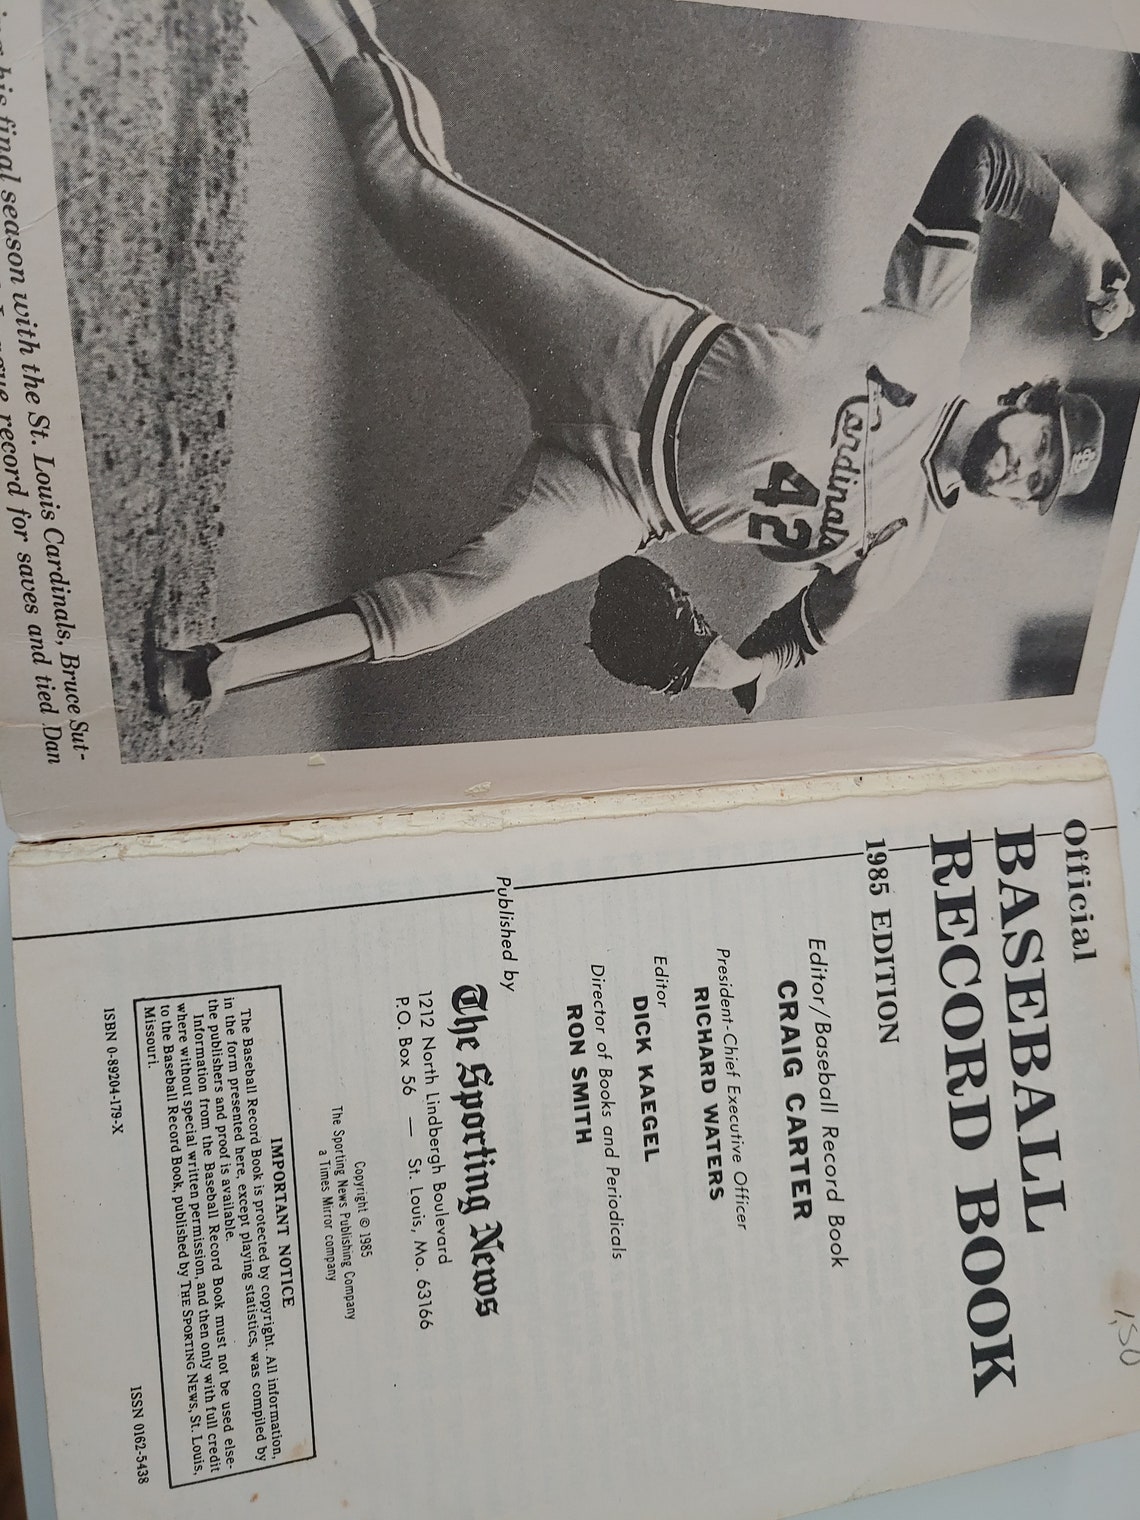 Cardinals
42
his final season with the St. Louis Cardinals, Bruce Sut-
record for saves and tied Dan
1,50
Official
BASEBALL
RECORD BOOK
1985 EDITION
Editor/Baseball Record Book
CRAIG CARTER
President-Chief Executive Officer
RICHARD WATERS
Editor
DICK KAEGEL
Director of Books and Periodicals
RON SMITH
Published by
The Sporting News
1212 North Lindbergh Boulevard
P.O. Box 56 — St. Louis, Mo. 63166
Copyright © 1985
The Sporting News Publishing Company
a Times Mirror company
IMPORTANT NOTICE
The Baseball Record Book is protected by copyright. All information,
in the form presented here, except playing statistics, was compiled by
the publishers and proof is available.
Information from the Baseball Record Book must not be used else-
where without special written permission, and then only with full credit
to the Baseball Record Book, published by THE SPORTING NEWS, St. Louis,
Missouri.
ISBN 0-89204-179-X
ISSN 0162-5438